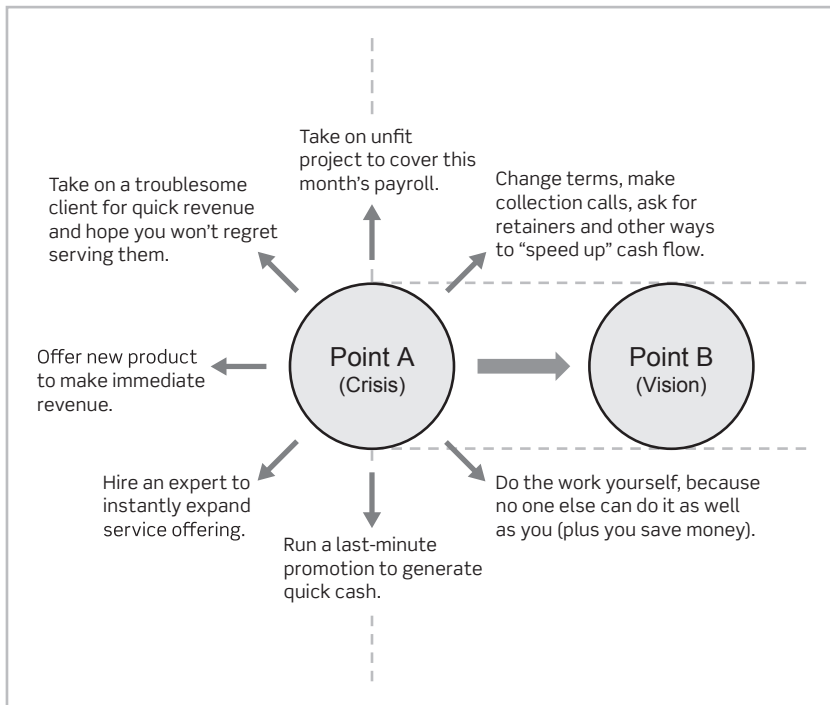 Take on unfit
project to cover this
month's payroll.
Take on a troublesome
client for quick revenue
and hope you won't regret
serving them.
Change terms, make
collection calls, ask for
retainers and other ways
to “speed up” cash flow.
Offer new product
to make immediate
revenue.
Point A
(Crisis)
Point B
(Vision)
Hire an expert to
instantly expand
service offering.
Run a last-minute
promotion to generate
quick cash.
Do the work yourself, because
no one else can do it as well
as you (plus you save money).